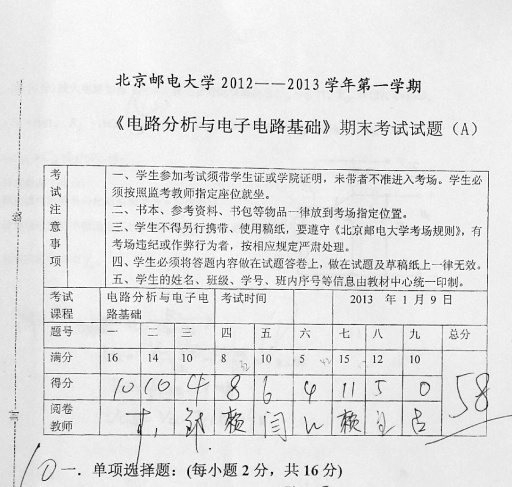 北京邮电大学2012——2013学年第一学期
《电路分析与电子电路基础》期末考试试题（A）
考试注意事项
一、学生参加考试须带学生证或学院证明，未带者不准进入考场。学生必
须按照监考教师指定座位就坐。
二、书本、参考资料、书包等物品一律放到考场指定位置。
三、学生不得另行携带、使用稿纸，要遵守《北京邮电大学考场规则》，有
考场违纪或作弊行为者，按相应规定严肃处理。
四、学生必须将答题内容做在试题答卷上，做在试题及草稿纸上一律无效。
五、学生的姓名、班级、学号、班内序号等信息由教材中心统一印制。
考试 电路分析与电子电 考试时间 2013 年 1 月 9 日
课程 路基础
题号 一 二 三 四 五 六 七 八 九 总分
满分 16 14 10 8 10 5 15 12 10
得分 10 10 4 8 6 4 11 5 0 58
阅卷 赖 闫 赖
教师
10 一．单项选择题：(每小题 2 分，共 16 分)